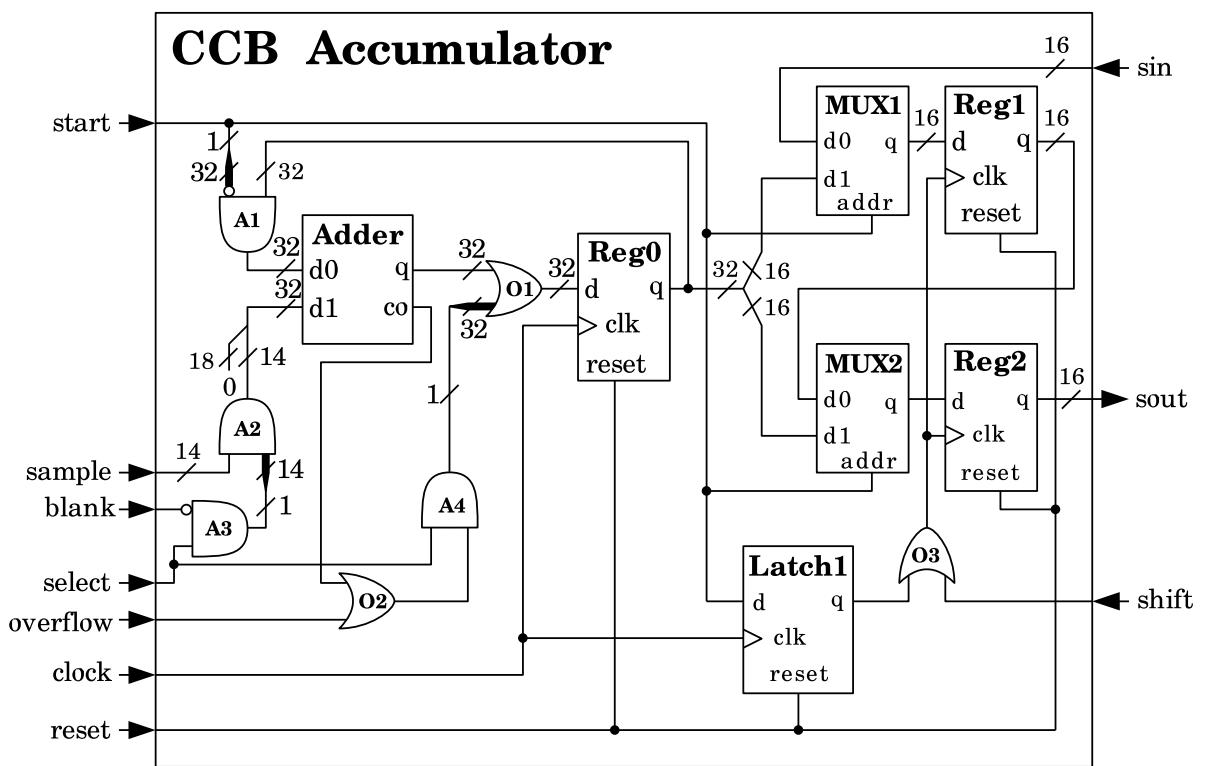 CCB Accumulator
16
sin
start
1
32
32
A1
MUX1
d0 q
d1
addr
16
Reg1
d q
clk
reset
16
32
32
Adder
d0 q
d1 co
32
32
O1
32
Reg0
d q
clk
reset
32
16
16
18
14
0
A2
1
MUX2
d0 q
d1
addr
Reg2
d q
clk
reset
16
sout
sample
14
14
blank
1
A3
A4
select
O2
overflow
Latch1
d q
clk
reset
O3
shift
clock
reset